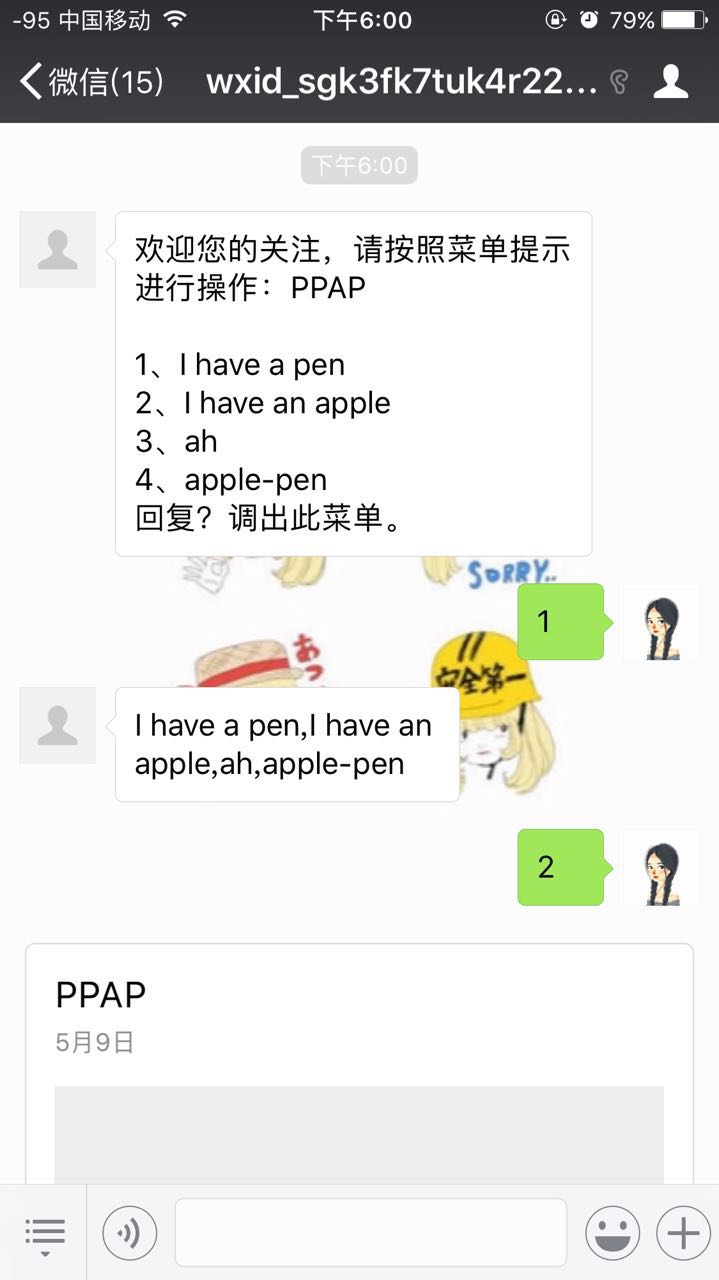 -95 中国移动 下午6:00 79%
微信(15) wxid_sgk3fk7tuk4r22...
下午6:00
欢迎您的关注，请按照菜单提示
进行操作：PPAP
1、I have a pen
2、I have an apple
3、ah
4、apple-pen
回复？调出此菜单。
SORRY..
1
あっ
安全第一
I have a pen,I have an
apple,ah,apple-pen
2
PPAP
5月9日